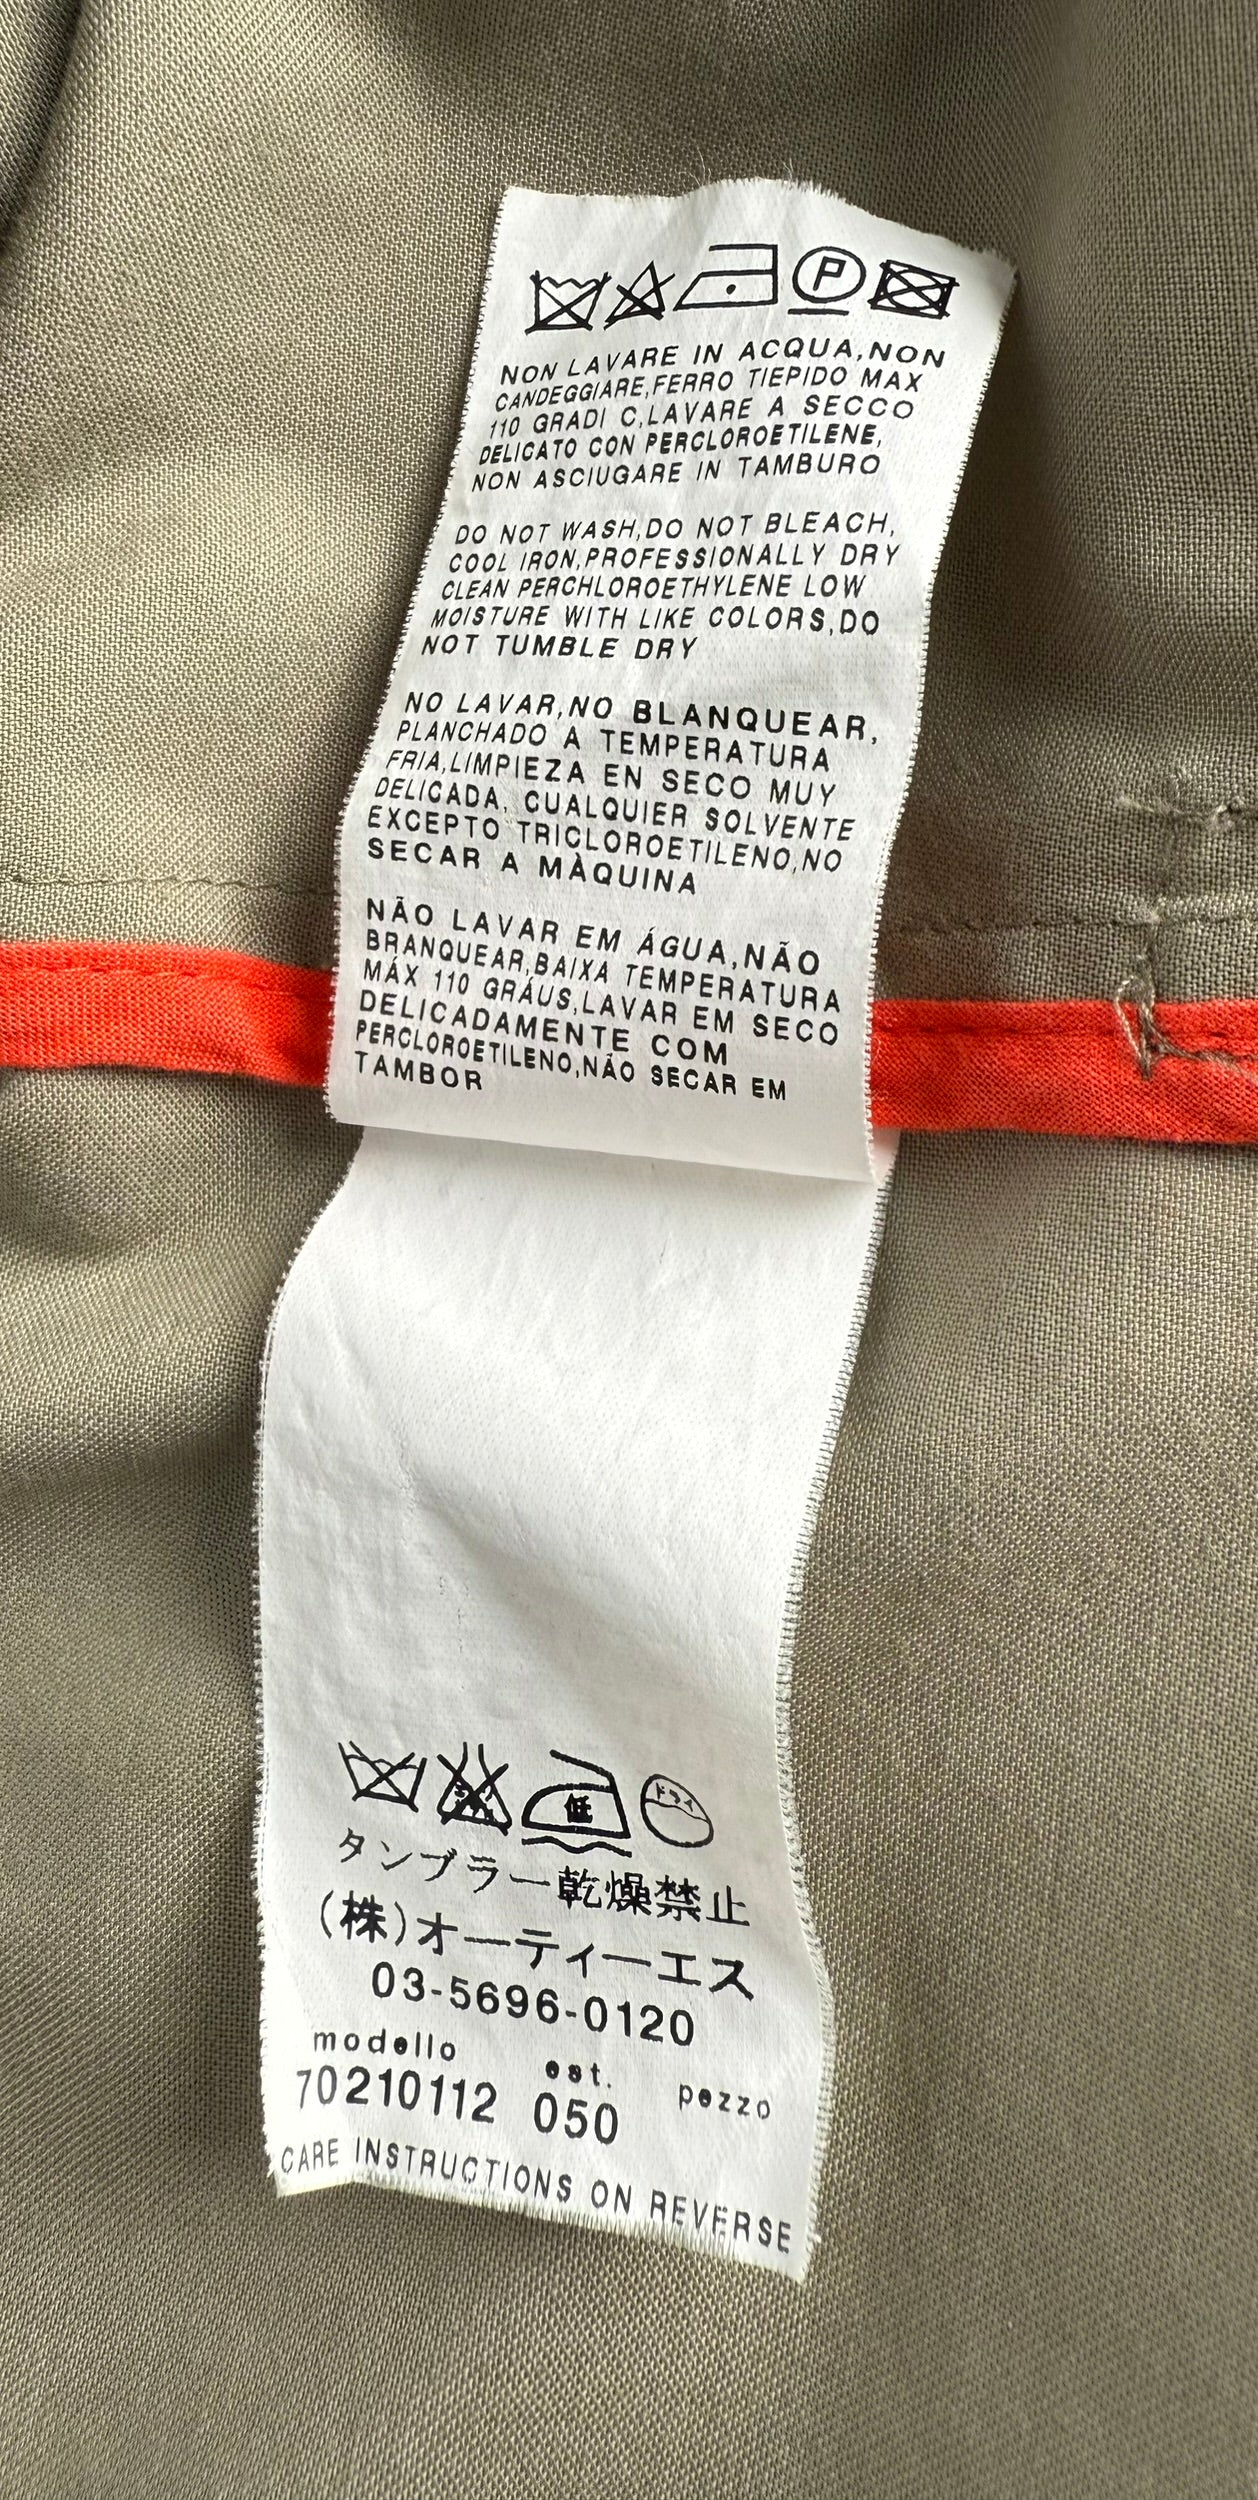 P
NON LAVARE IN ACQUA,NON
CANDEGGIARE,FERRO TIEPIDO MAX
110 GRADI C,LAVARE A SECCO
DELICATO CON PERCLOROETILENE,
NON ASCIUGARE IN TAMBURO
DO NOT WASH,DO NOT BLEACH,
COOL IRON,PROFESSIONALLY DRY
CLEAN PERCHLOROETHYLENE LOW
MOISTURE WITH LIKE COLORS,DO
NOT TUMBLE DRY
NO LAVAR,NO BLANQUEAR,
PLANCHADO A TEMPERATURA
FRIA,LIMPIEZA EN SECO MUY
DELICADA, CUALQUIER SOLVENTE
EXCEPTO TRICLOROETILENO,NO
SECAR A MÀQUINA
NÃO LAVAR EM ÁGUA,NÃO
BRANQUEAR,BAIXA TEMPERATURA
MÁX 110 GRÁUS,LAVAR EM SECO
DELICADAMENTE COM
PERCLOROETILENO,NÃO SECAR EM
TAMBOR
低 ドライ
タンブラー乾燥禁止
(株)オーティーエス
03-5696-0120
modello est. pezzo
70210112 050
CARE INSTRUCTIONS ON REVERSE